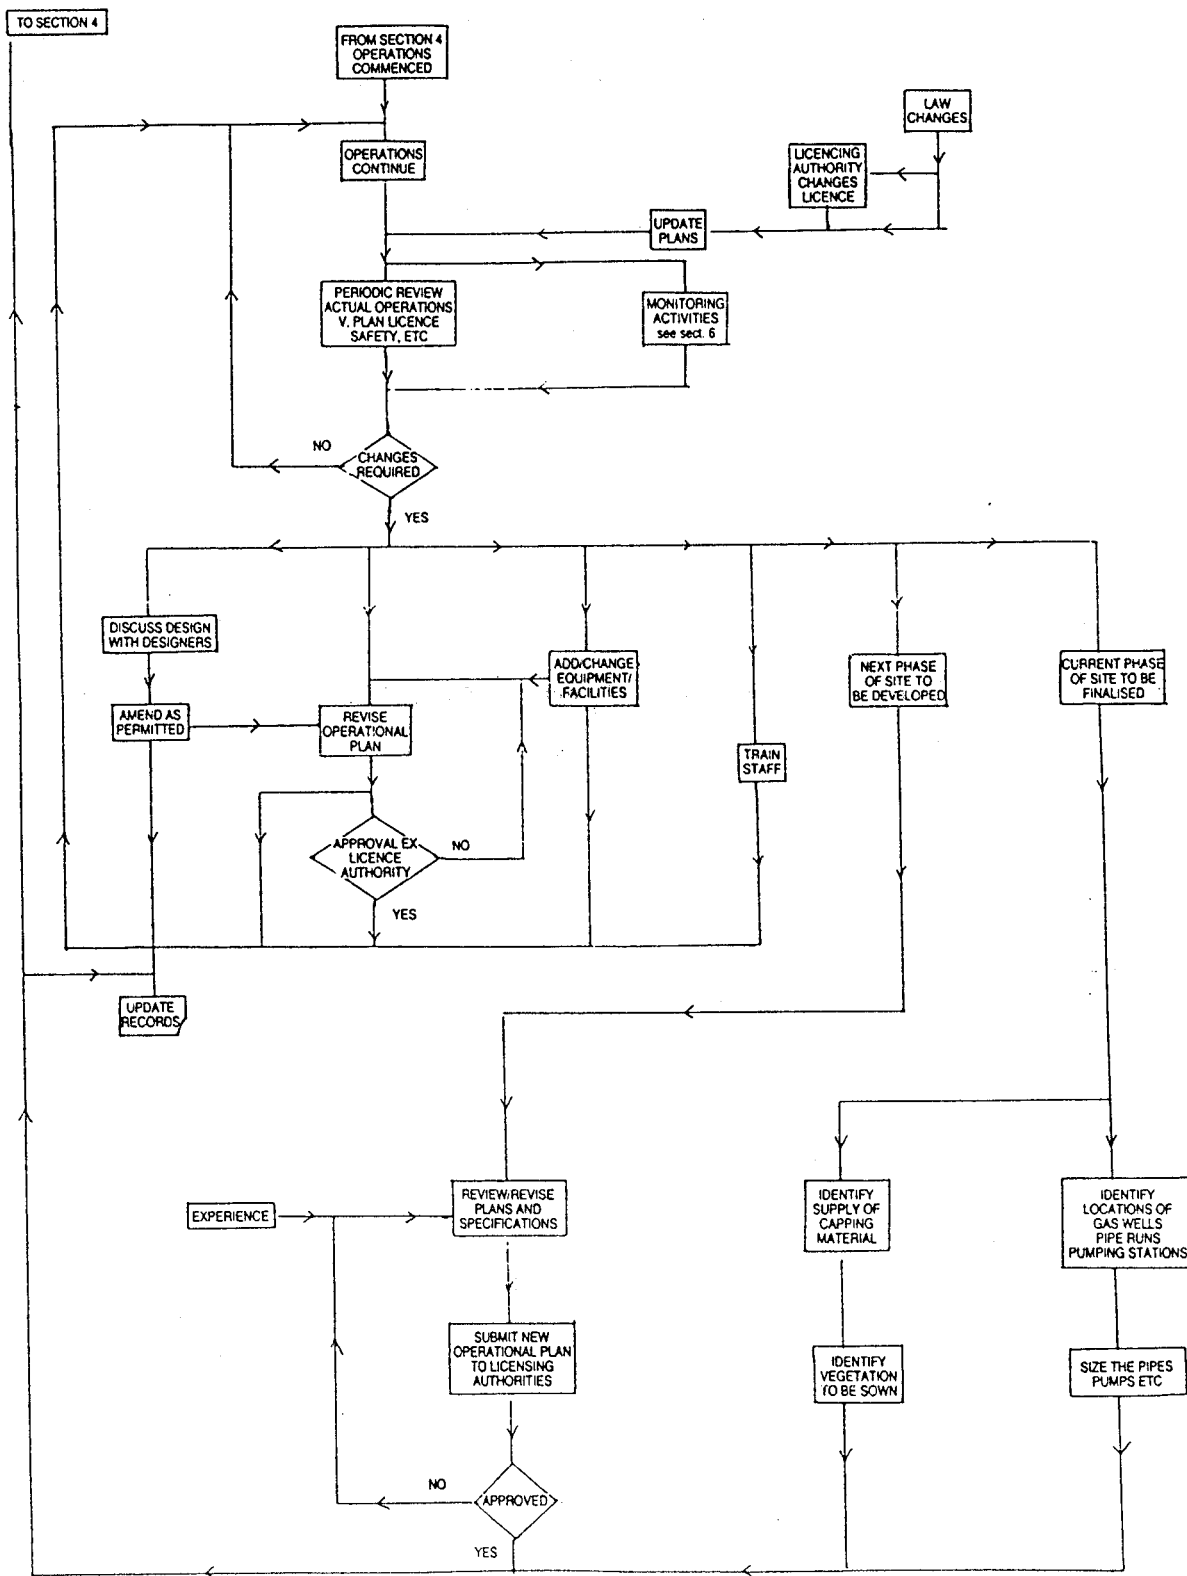 TO SECTION 4
FROM SECTION 4
OPERATIONS
COMMENCED
LAW
CHANGES
OPERATIONS
CONTINUE
LICENCING
AUTHORITY
CHANGES
LICENCE
UPDATE
PLANS
PERIODIC REVIEW
ACTUAL OPERATIONS
V. PLAN LICENCE
SAFETY, ETC
MONITORING
ACTIVITIES
see sect. 6
NO
CHANGES
REQUIRED
YES
DISCUSS DESIGN
WITH DESIGNERS
ADD/CHANGE
EQUIPMENT/
FACILITIES
NEXT PHASE
OF SITE TO
BE DEVELOPED
CURRENT PHASE
OF SITE TO BE
FINALISED
AMEND AS
PERMITTED
REVISE
OPERATIONAL
PLAN
TRAIN
STAFF
APPROVAL EX
LICENCE
AUTHORITY
NO
YES
UPDATE
RECORDS
EXPERIENCE
REVIEW/REVISE
PLANS AND
SPECIFICATIONS
IDENTIFY
SUPPLY OF
CAPPING
MATERIAL
IDENTIFY
LOCATIONS OF
GAS WELLS
PIPE RUNS
PUMPING STATIONS
SUBMIT NEW
OPERATIONAL PLAN
TO LICENSING
AUTHORITIES
IDENTIFY
VEGETATION
TO BE SOWN
SIZE THE PIPES
PUMPS ETC
NO
APPROVED
YES